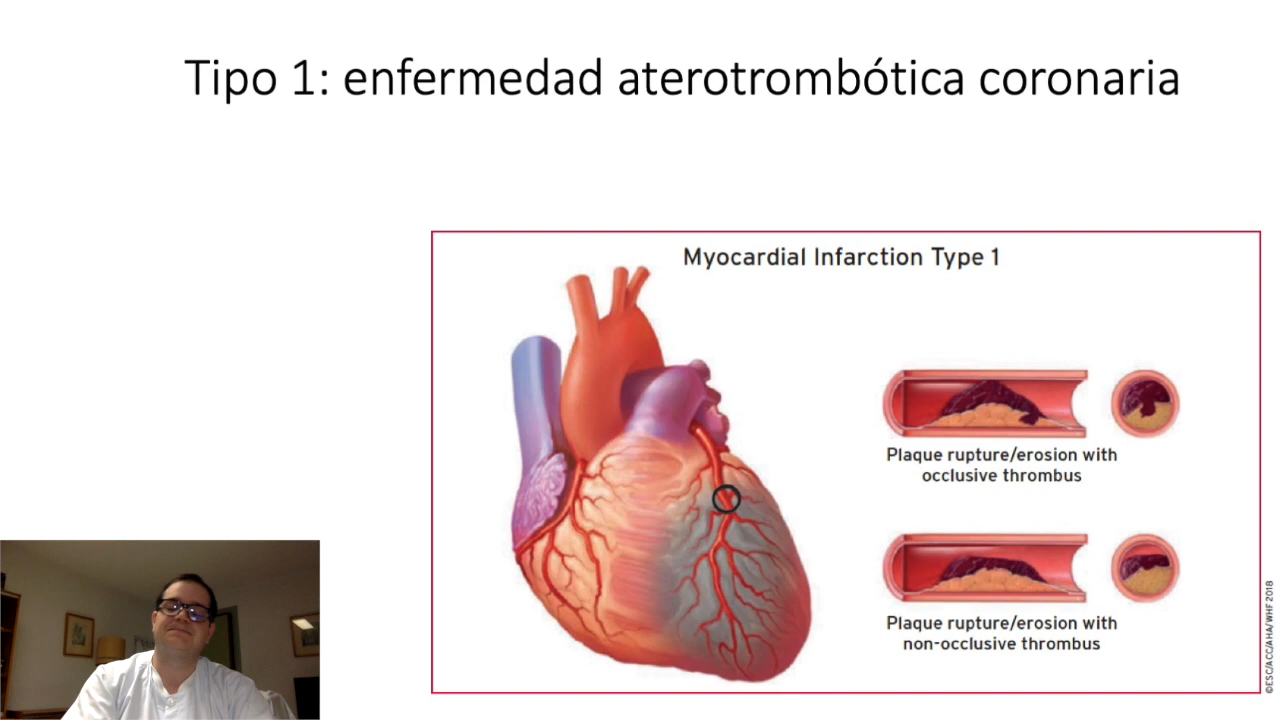 Tipo 1: enfermedad aterotrombótica coronaria
Myocardial Infarction Type 1
Plaque rupture/erosion with
occlusive thrombus
Plaque rupture/erosion with
non-occlusive thrombus
©ESC/ACC/AHA/WHF 2018